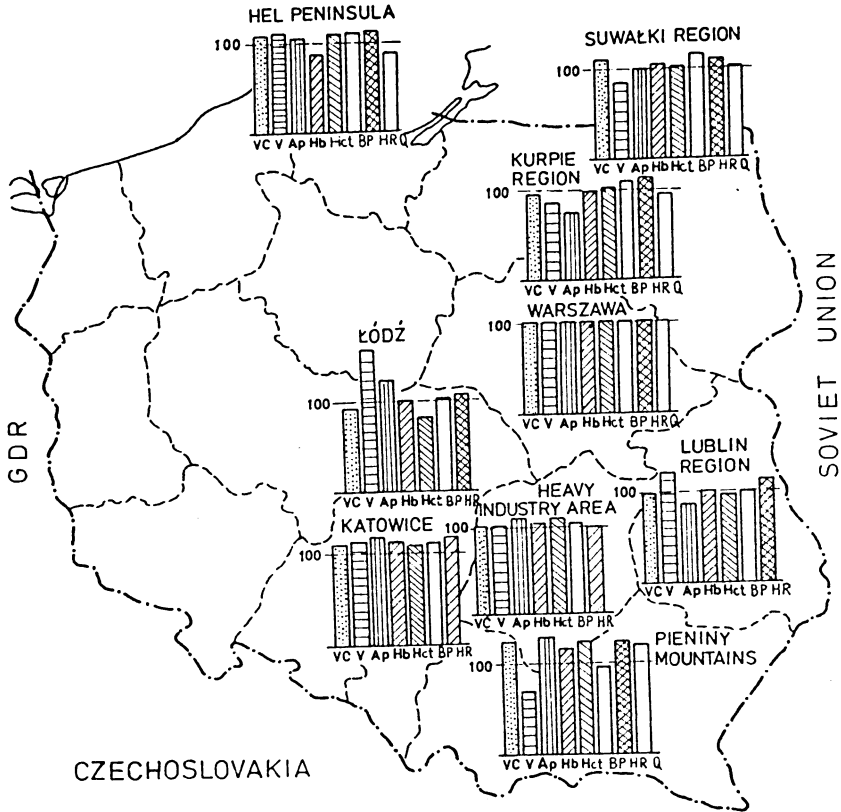 HEL PENINSULA
100
VC V Ap Hb Hct BP HR Q
SUWAŁKI REGION
100
VC V Ap Hb Hct BP HR Q
KURPIE
REGION
100
VC V Ap Hb Hct BP HR Q
WARSZAWA
100
VC V Ap Hb Hct BP HR Q
ŁÓDŹ
100
VC V Ap Hb Hct BP HR
LUBLIN
REGION
100
VC V Ap Hb Hct BP HR
HEAVY
INDUSTRY AREA
100
VC V Ap Hb Hct BP HR
KATOWICE
100
VC V Ap Hb Hct BP HR
PIENINY
MOUNTAINS
100
VC V Ap Hb Hct BP HR Q
GDR
SOVIET UNION
CZECHOSLOVAKIA